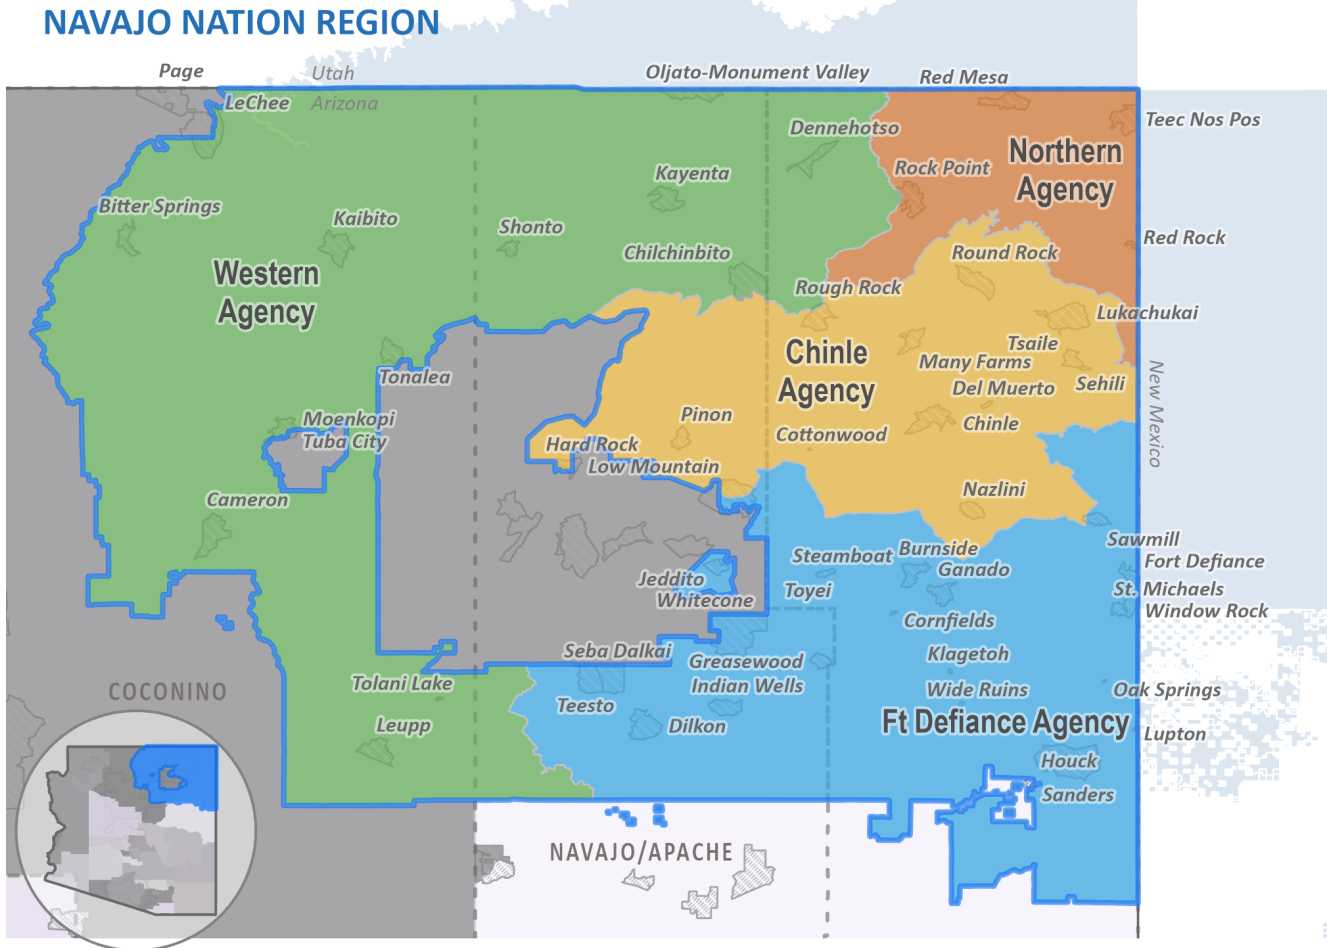 NAVAJO NATION REGION
Page
Utah
Oljato-Monument Valley
Red Mesa
LeChee
Arizona
Teec Nos Pos
Dennehotso
Northern
Agency
Kayenta
Rock Point
Bitter Springs
Kaibito
Shonto
Red Rock
Chilchinbito
Round Rock
Western
Agency
Rough Rock
Lukachukai
Chinle
Agency
Tsaile
Many Farms
Tonalea
Del Muerto
Sehili
New Mexico
Moenkopi
Pinon
Chinle
Tuba City
Hard Rock
Cottonwood
Low Mountain
Cameron
Nazlini
Sawmill
Steamboat
Burnside
Fort Defiance
Ganado
Jeddito
Toyei
St. Michaels
Whitecone
Window Rock
Cornfields
Seba Dalkai
Greasewood
Klagetoh
COCONINO
Tolani Lake
Indian Wells
Wide Ruins
Oak Springs
Teesto
Leupp
Dilkon
Ft Defiance Agency
Lupton
Houck
Sanders
NAVAJO/APACHE